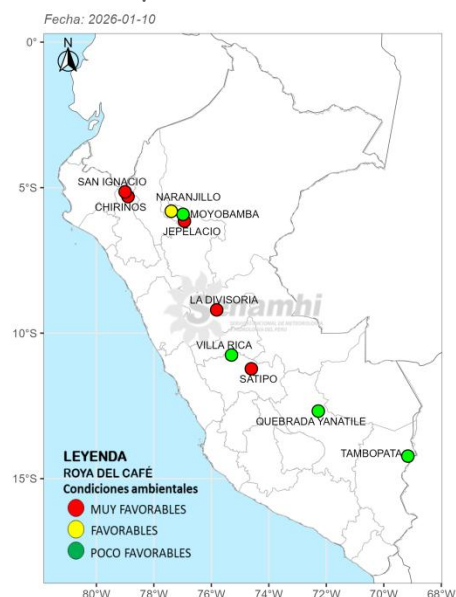 Fecha: 2026-01-10
N
0°
SAN IGNACIO
NARANJILLO
5°S
MOYOBAMBA
CHIRINOS
JEPELACIO
LA DIVISORIA
Senamhi
10°S
VILLA RICA
SATIPO
QUEBRADA YANATILE
TAMBOPATA
LEYENDA
ROYA DEL CAFÉ
Condiciones ambientales
15°S
MUY FAVORABLES
FAVORABLES
POCO FAVORABLES
80°W 78°W 76°W 74°W 72°W 70°W 68°W